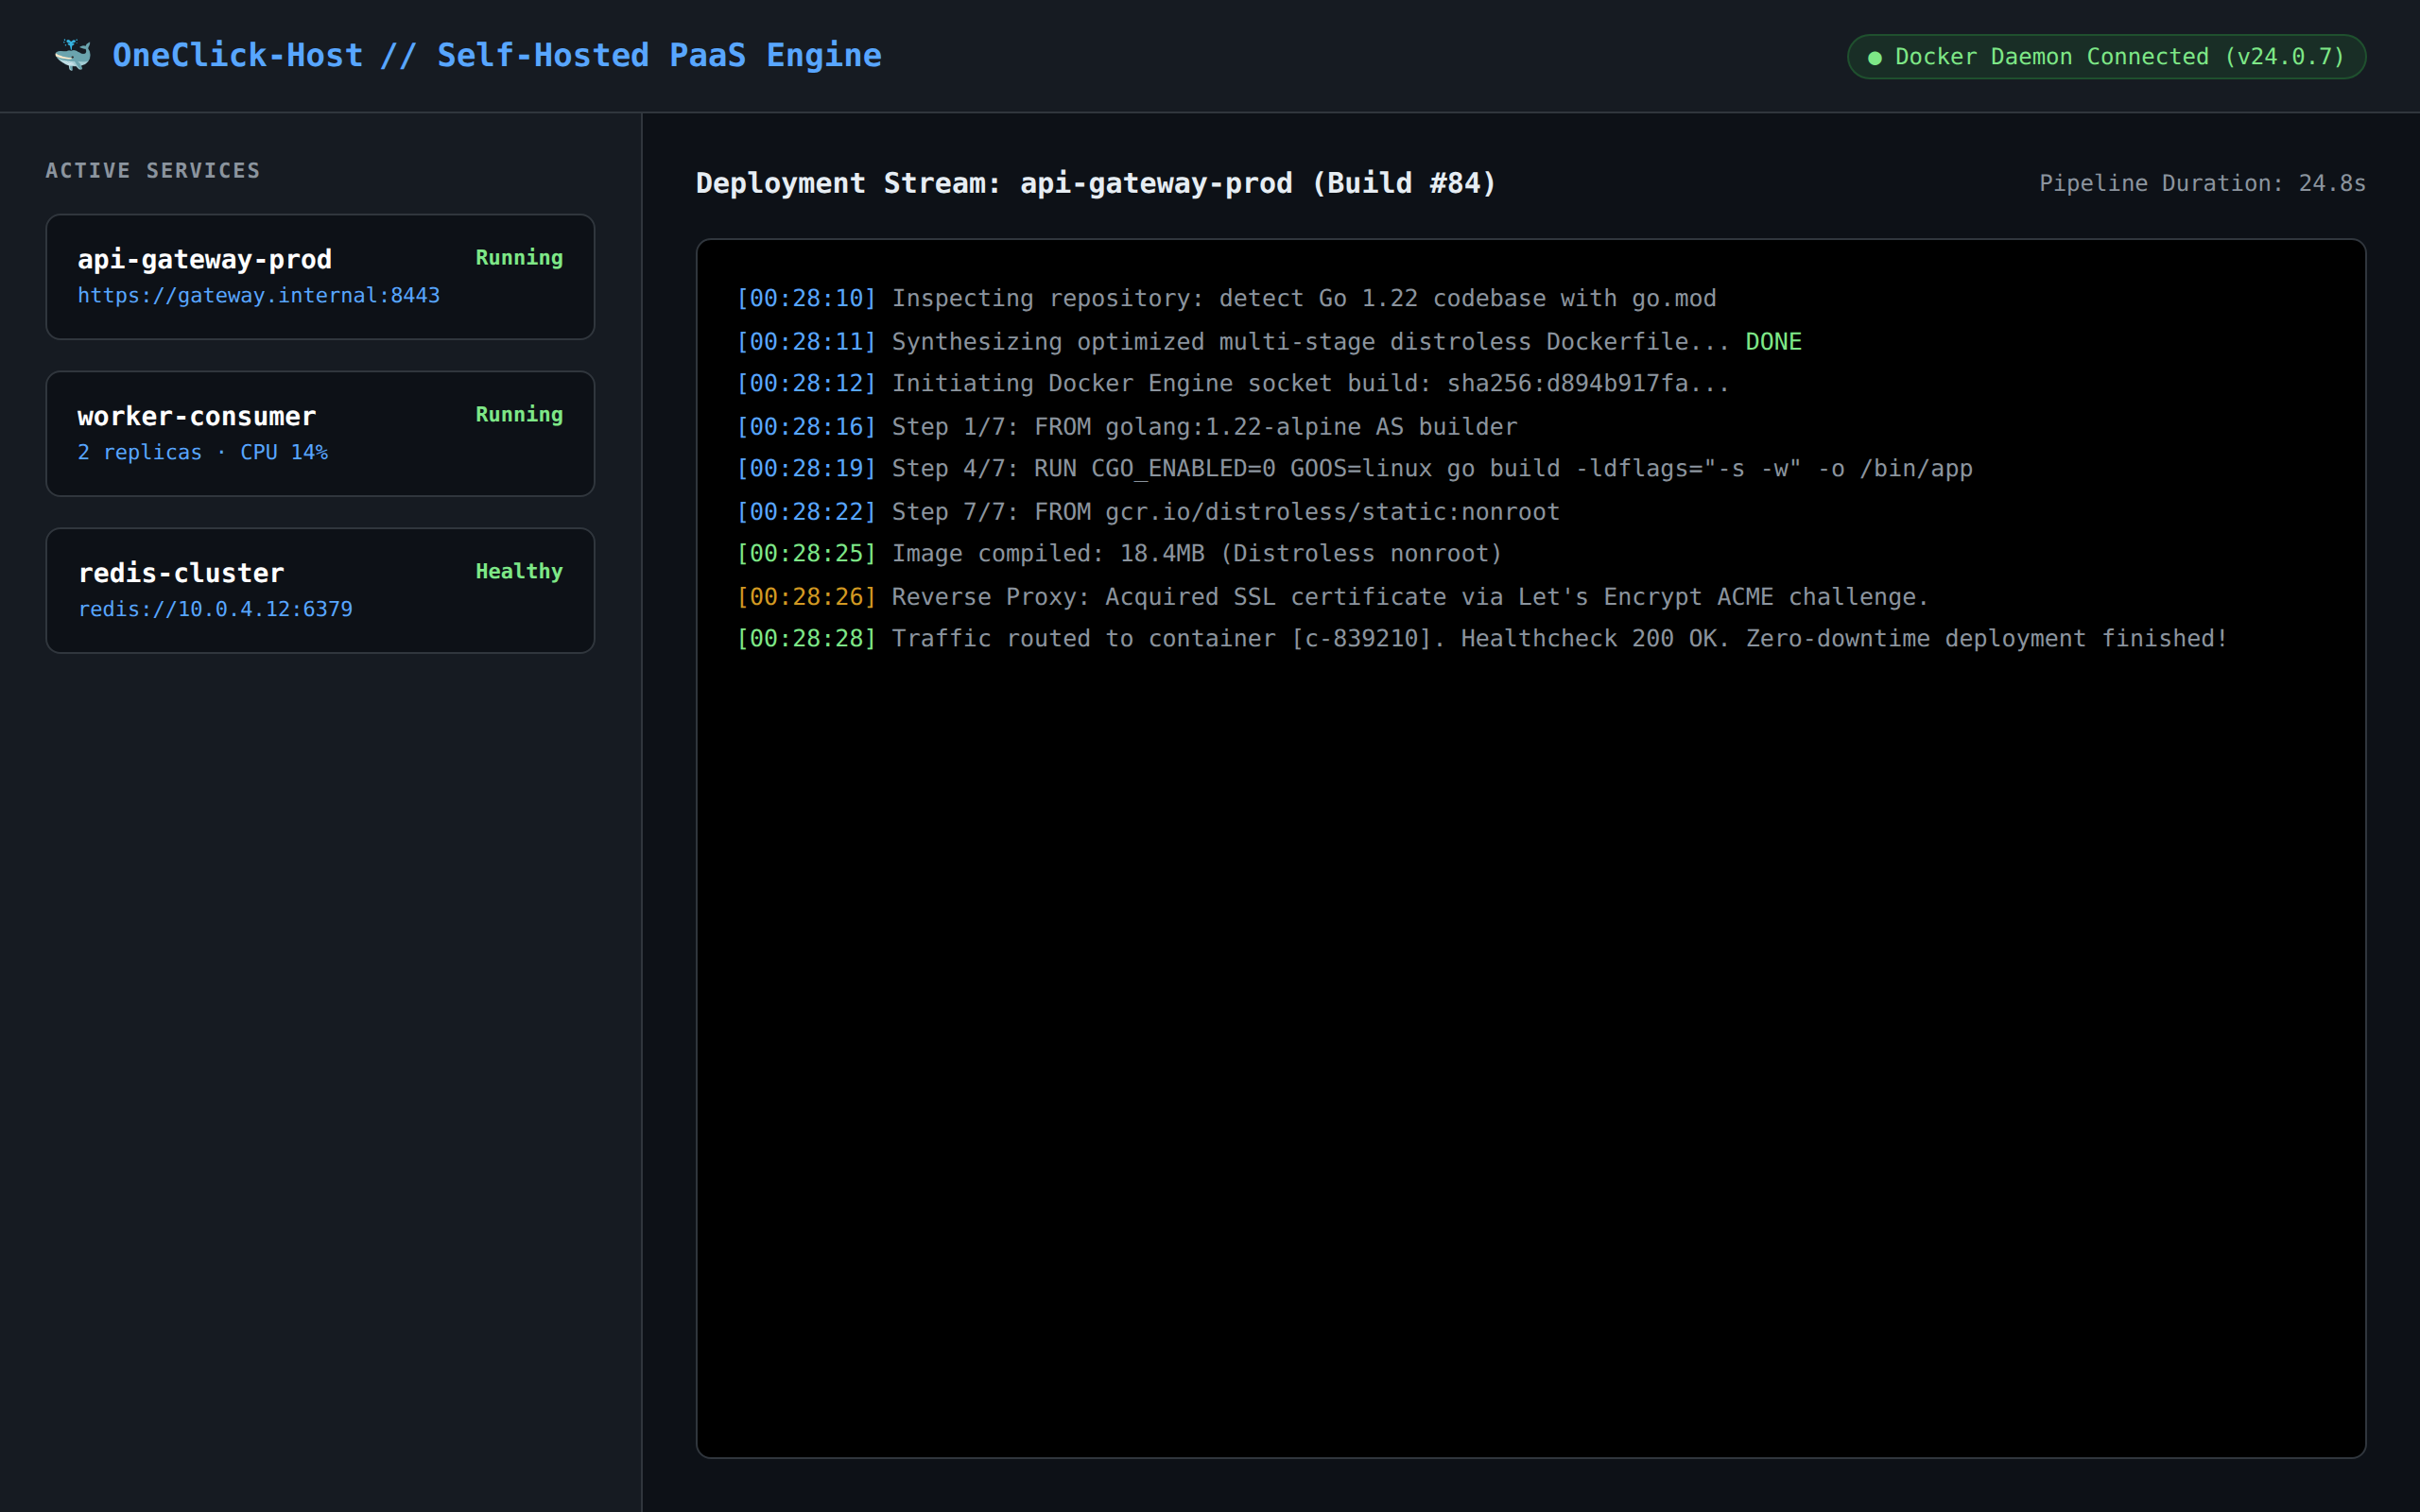 OneClick-Host // Self-Hosted PaaS Engine
● Docker Daemon Connected (v24.0.7)
ACTIVE SERVICES
api-gateway-prod
Running
https://gateway.internal:8443
worker-consumer
Running
2 replicas · CPU 14%
redis-cluster
Healthy
redis://10.0.4.12:6379
Deployment Stream: api-gateway-prod (Build #84)
Pipeline Duration: 24.8s
[00:28:10] Inspecting repository: detect Go 1.22 codebase with go.mod
[00:28:11] Synthesizing optimized multi-stage distroless Dockerfile... DONE
[00:28:12] Initiating Docker Engine socket build: sha256:d894b917fa...
[00:28:16] Step 1/7: FROM golang:1.22-alpine AS builder
[00:28:19] Step 4/7: RUN CGO_ENABLED=0 GOOS=linux go build -ldflags="-s -w" -o /bin/app
[00:28:22] Step 7/7: FROM gcr.io/distroless/static:nonroot
[00:28:25] Image compiled: 18.4MB (Distroless nonroot)
[00:28:26] Reverse Proxy: Acquired SSL certificate via Let's Encrypt ACME challenge.
[00:28:28] Traffic routed to container [c-839210]. Healthcheck 200 OK. Zero-downtime deployment finished!